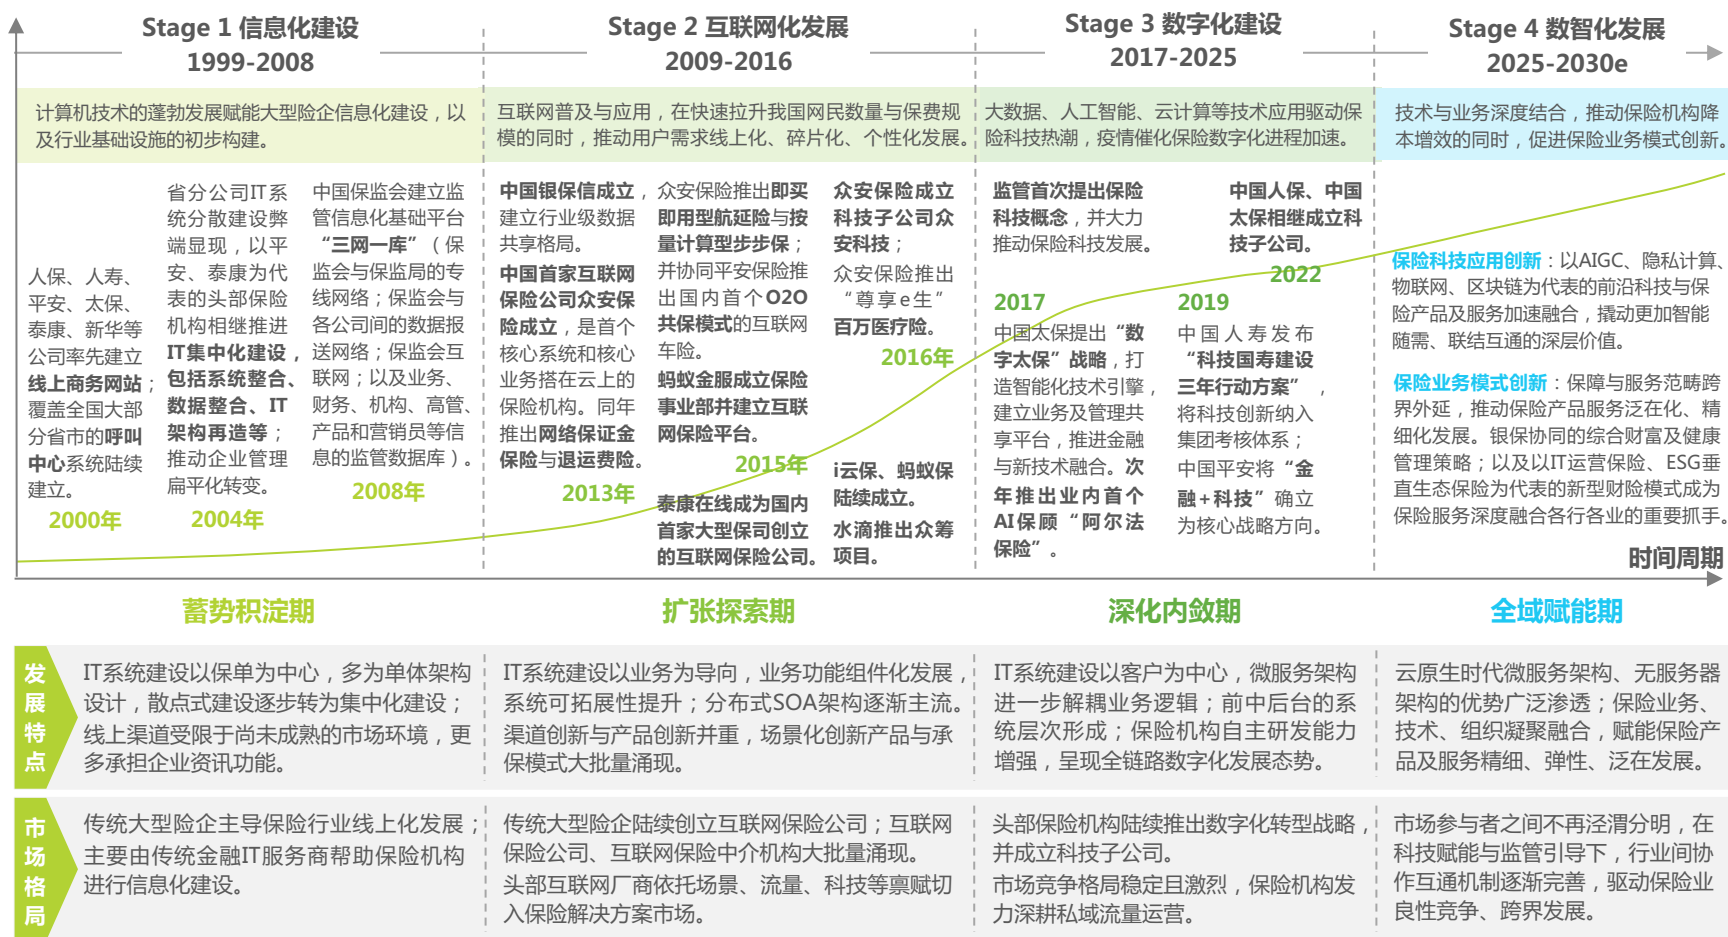 Stage 1 信息化建设
1999-2008
Stage 2 互联网化发展
2009-2016
Stage 3 数字化建设
2017-2025
Stage 4 数智化发展
2025-2030e
计算机技术的蓬勃发展赋能大型险企信息化建设，以
及行业基础设施的初步构建。
互联网普及与应用，在快速拉升我国网民数量与保费规
模的同时，推动用户需求线上化、碎片化、个性化发展。
大数据、人工智能、云计算等技术应用驱动保
险科技热潮，疫情催化保险数字化进程加速。
技术与业务深度结合，推动保险机构降
本增效的同时，促进保险业务模式创新。
人保、人寿、
平安、太保、
泰康、新华等
公司率先建立
线上商务网站；
覆盖全国大部
分省市的呼叫
中心系统陆续
建立。
2000年
省分公司IT系
统分散建设弊
端显现，以平
安、泰康为代
表的头部保险
机构相继推进
IT集中化建设，
包括系统整合、
数据整合、IT
架构再造等；
推动企业管理
扁平化转变。
2004年
中国保监会建立监
管信息化基础平台
“三网一库”（保
监会与保监局的专
线网络；保监会与
各公司间的数据报
送网络；保监会互
联网；以及业务、
财务、机构、高管、
产品和营销员等信
息的监管数据库）。
2008年
中国银保信成立，
建立行业级数据
共享格局。
中国首家互联网
保险公司众安保
险成立，是首个
核心系统和核心
业务搭在云上的
保险机构。同年
推出网络保证金
保险与退运费险。
2013年
众安保险推出即买
即用型航延险与按
量计算型步步保；
并协同平安保险推
出国内首个O2O
共保模式的互联网
车险。
蚂蚁金服成立保险
事业部并建立互联
网保险平台。
2015年
泰康在线成为国内
首家大型保司创立
的互联网保险公司。
众安保险成立
科技子公司众
安科技；
众安保险推出
“尊享e生”
百万医疗险。
2016年
i云保、蚂蚁保
陆续成立。
水滴推出众筹
项目。
监管首次提出保险
科技概念，并大力
推动保险科技发展。
2017
中国太保提出“数
字太保”战略，打
造智能化技术引擎，
建立业务及管理共
享平台，推进金融
与新技术融合。次
年推出业内首个
AI保顾“阿尔法
保险”。
中国人保、中国
太保相继成立科
技子公司。
2022
2019
中国人寿发布
“科技国寿建设
三年行动方案”，
将科技创新纳入
集团考核体系；
中国平安将“金
融+科技”确立
为核心战略方向。
保险科技应用创新：以AIGC、隐私计算、
物联网、区块链为代表的前沿科技与保
险产品及服务加速融合，撬动更加智能
随需、联结互通的深层价值。
保险业务模式创新：保障与服务范畴跨
界外延，推动保险产品服务泛在化、精
细化发展。银保协同的综合财富及健康
管理策略；以及以IT运营保险、ESG垂
直生态保险为代表的新型财险模式成为
保险服务深度融合各行各业的重要抓手。
时间周期
蓄势积淀期
扩张探索期
深化内敛期
全域赋能期
发展特点
IT系统建设以保单为中心，多为单体架构
设计，散点式建设逐步转为集中化建设；
线上渠道受限于尚未成熟的市场环境，更
多承担企业资讯功能。
IT系统建设以业务为导向，业务功能组件化发展，
系统可拓展性提升；分布式SOA架构逐渐主流。
渠道创新与产品创新并重，场景化创新产品与承
保模式大批量涌现。
IT系统建设以客户为中心，微服务架构
进一步解耦业务逻辑；前中后台的系
统层次形成；保险机构自主研发能力
增强，呈现全链路数字化发展态势。
云原生时代微服务架构、无服务器
架构的优势广泛渗透；保险业务、
技术、组织凝聚融合，赋能保险产
品及服务精细、弹性、泛在发展。
市场格局
传统大型险企主导保险行业线上化发展；
主要由传统金融IT服务商帮助保险机构
进行信息化建设。
传统大型险企陆续创立互联网保险公司；互联网
保险公司、互联网保险中介机构大批量涌现。
头部互联网厂商依托场景、流量、科技等禀赋切
入保险解决方案市场。
头部保险机构陆续推出数字化转型战略，
并成立科技子公司。
市场竞争格局稳定且激烈，保险机构发
力深耕私域流量运营。
市场参与者之间不再泾渭分明，在
科技赋能与监管引导下，行业间协
作互通机制逐渐完善，驱动保险业
良性竞争、跨界发展。